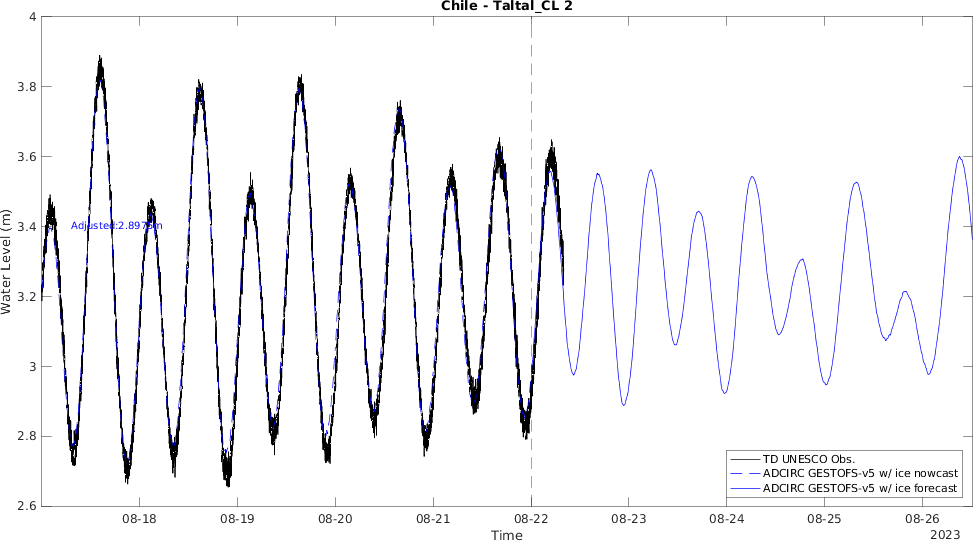 Chile - Taltal_CL 2
4
3.8
3.6
3.4
3.2
3
2.8
2.6
Water Level (m)
Adjusted:2.8975m
08-18
08-19
08-20
08-21
08-22
08-23
08-24
08-25
08-26
Time
2023
TD UNESCO Obs.
ADCIRC GESTOFS-v5 w/ ice nowcast
ADCIRC GESTOFS-v5 w/ ice forecast